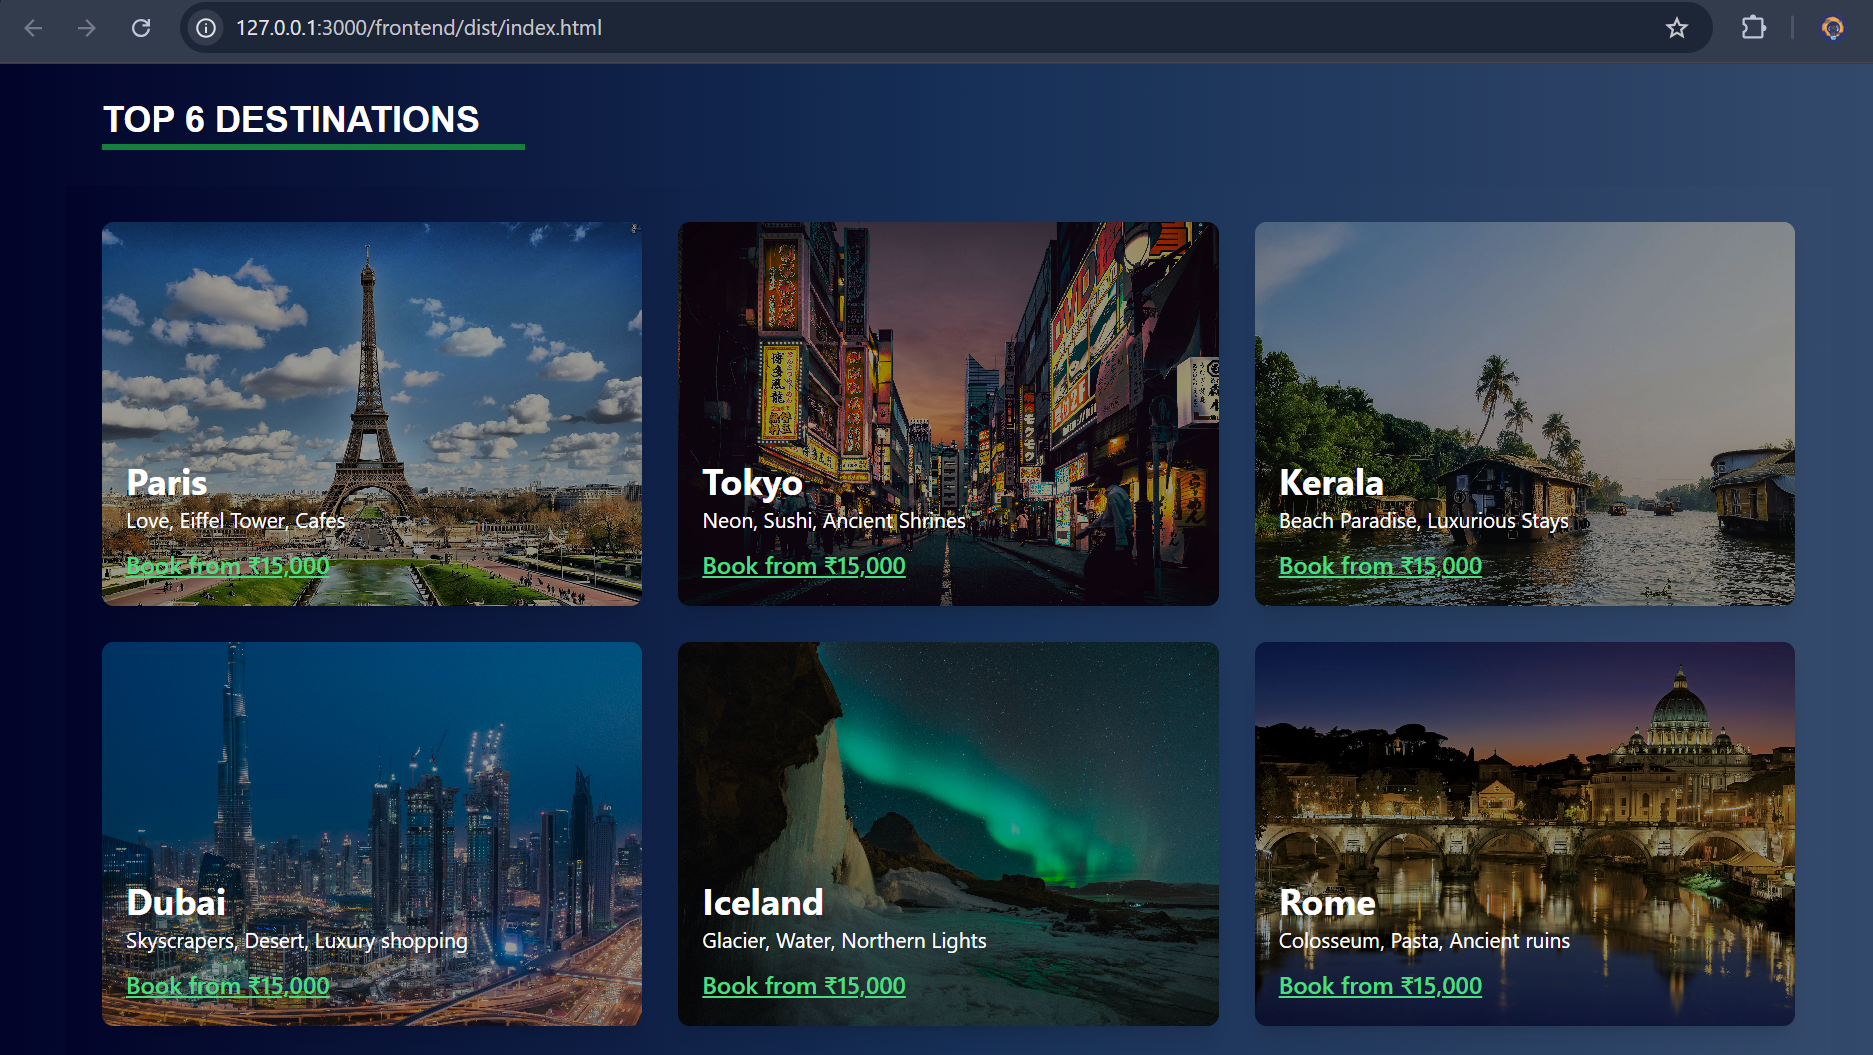 127.0.0.1:3000/frontend/dist/index.html
TOP 6 DESTINATIONS
Paris
Love, Eiffel Tower, Cafes
Book from ₹15,000
Tokyo
Neon, Sushi, Ancient Shrines
Book from ₹15,000
Kerala
Beach Paradise, Luxurious Stays
Book from ₹15,000
Dubai
Skyscrapers, Desert, Luxury shopping
Book from ₹15,000
Iceland
Glacier, Water, Northern Lights
Book from ₹15,000
Rome
Colosseum, Pasta, Ancient ruins
Book from ₹15,000